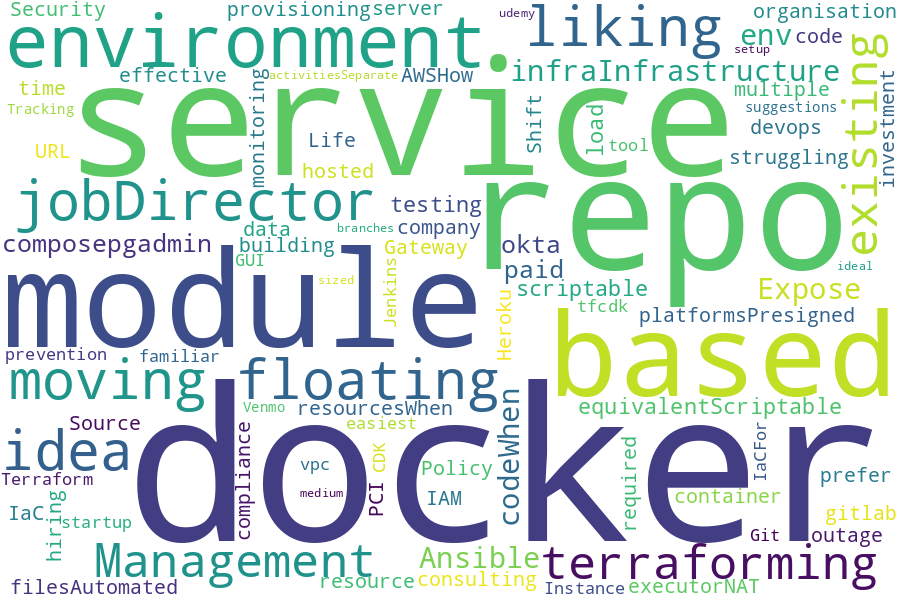 Security
provisioning
server
udemy
organisation
environment
liking
env
code
setup
effective
activitiesSeparate
AWSHow
infraInfrastructure
existing
time
monitoring
service
multiple
investment
Tracking
Shift
load
tool
suggestions
devops
URL
Life
hosted
struggling
jobDirector
testing
repo
composepgadmin
data
branches
company
okta
building
Gateway
GUI
paid
ideal
module
sized
Jenkins
scriptable
Expose
Heroku
tfcdk
platformsPresigned
prevention
familiar
based
moving
floating
Venmo
resourcesWhen
equivalentScriptable
Source
easiest
codeWhen
idea
docker
compliance
vpc
CDK
Policy
required
IaCFor
prefer
Terraform
medium
PCI
IAM
container
IaC
hiring
startup
gitlab
Git
outage
Management
Ansible
terraforming
filesAutomated
resource
consulting
Instance
executorNAT